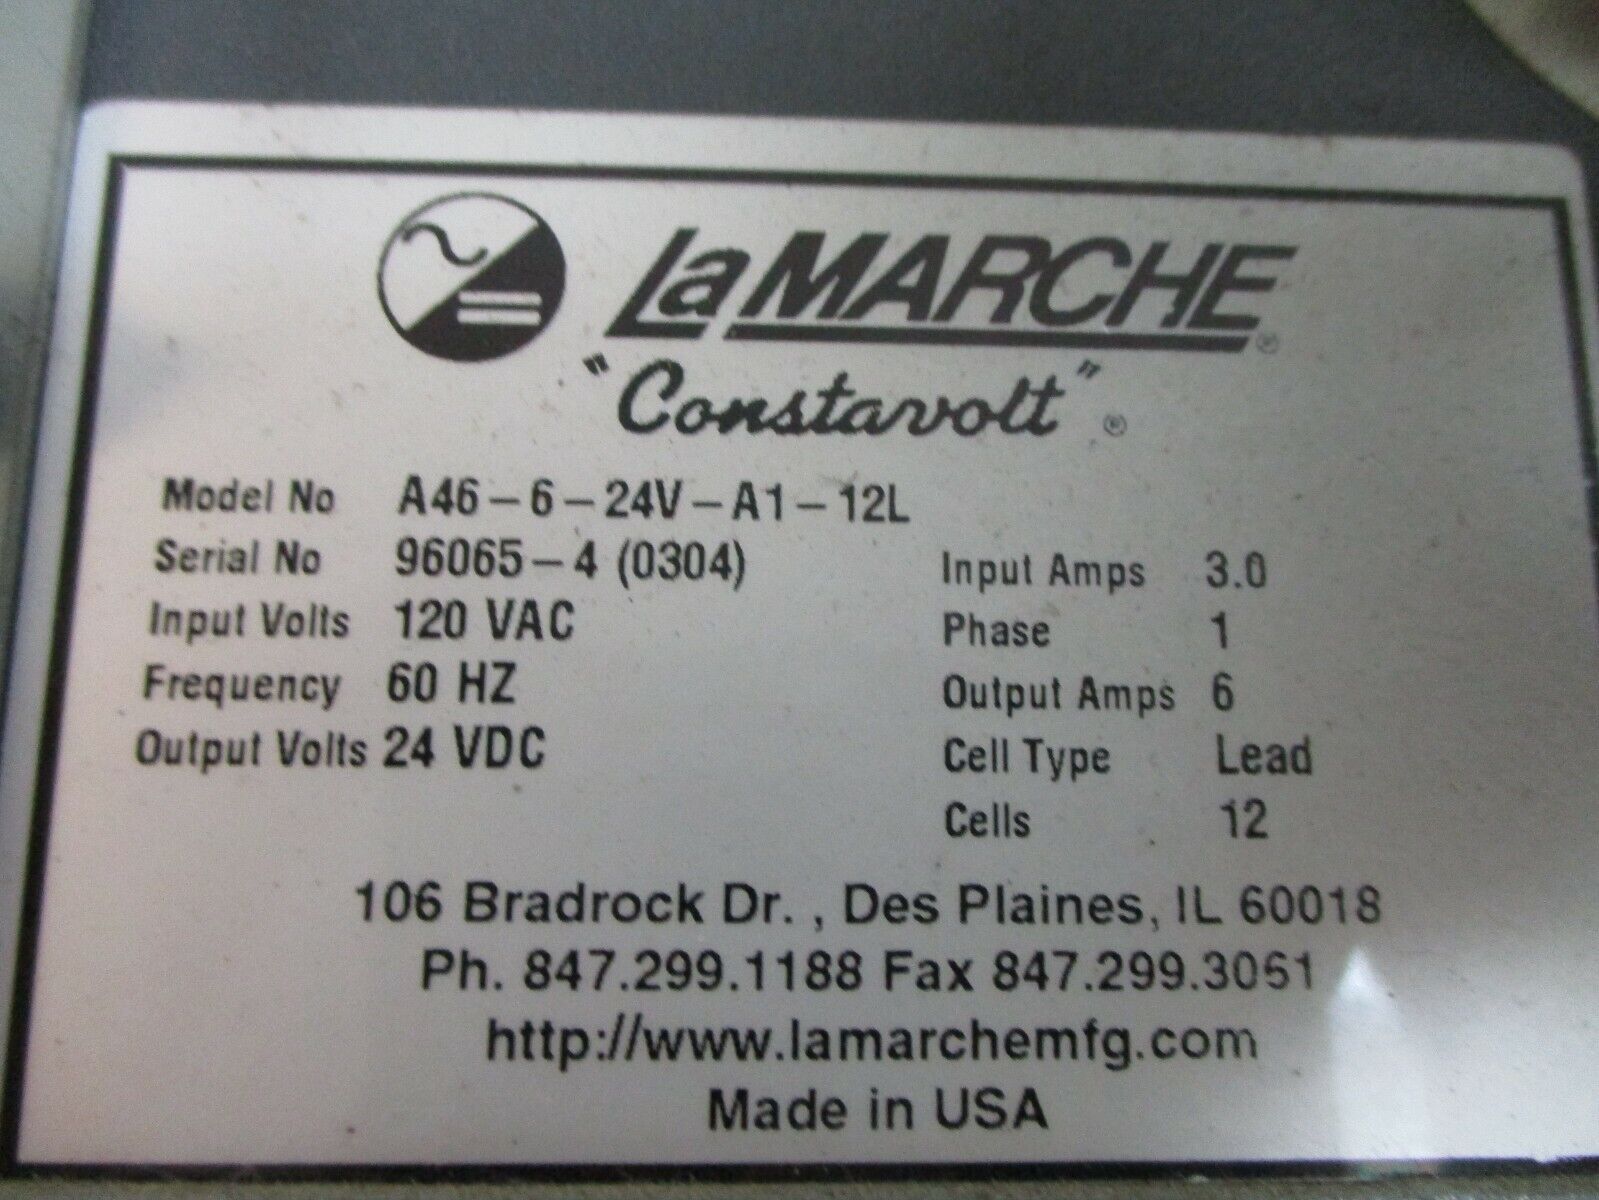 LaMARCHE®
"Constavolt"®
Model No A46-6-24V-A1-12L
Serial No 96065-4 (0304)
Input Amps 3.0
Input Volts 120 VAC
Phase 1
Frequency 60 HZ
Output Amps 6
Output Volts 24 VDC
Cell Type Lead
Cells 12
106 Bradrock Dr. , Des Plaines, IL 60018
Ph. 847.299.1188 Fax 847.299.3061
http://www.lamarchemfg.com
Made in USA